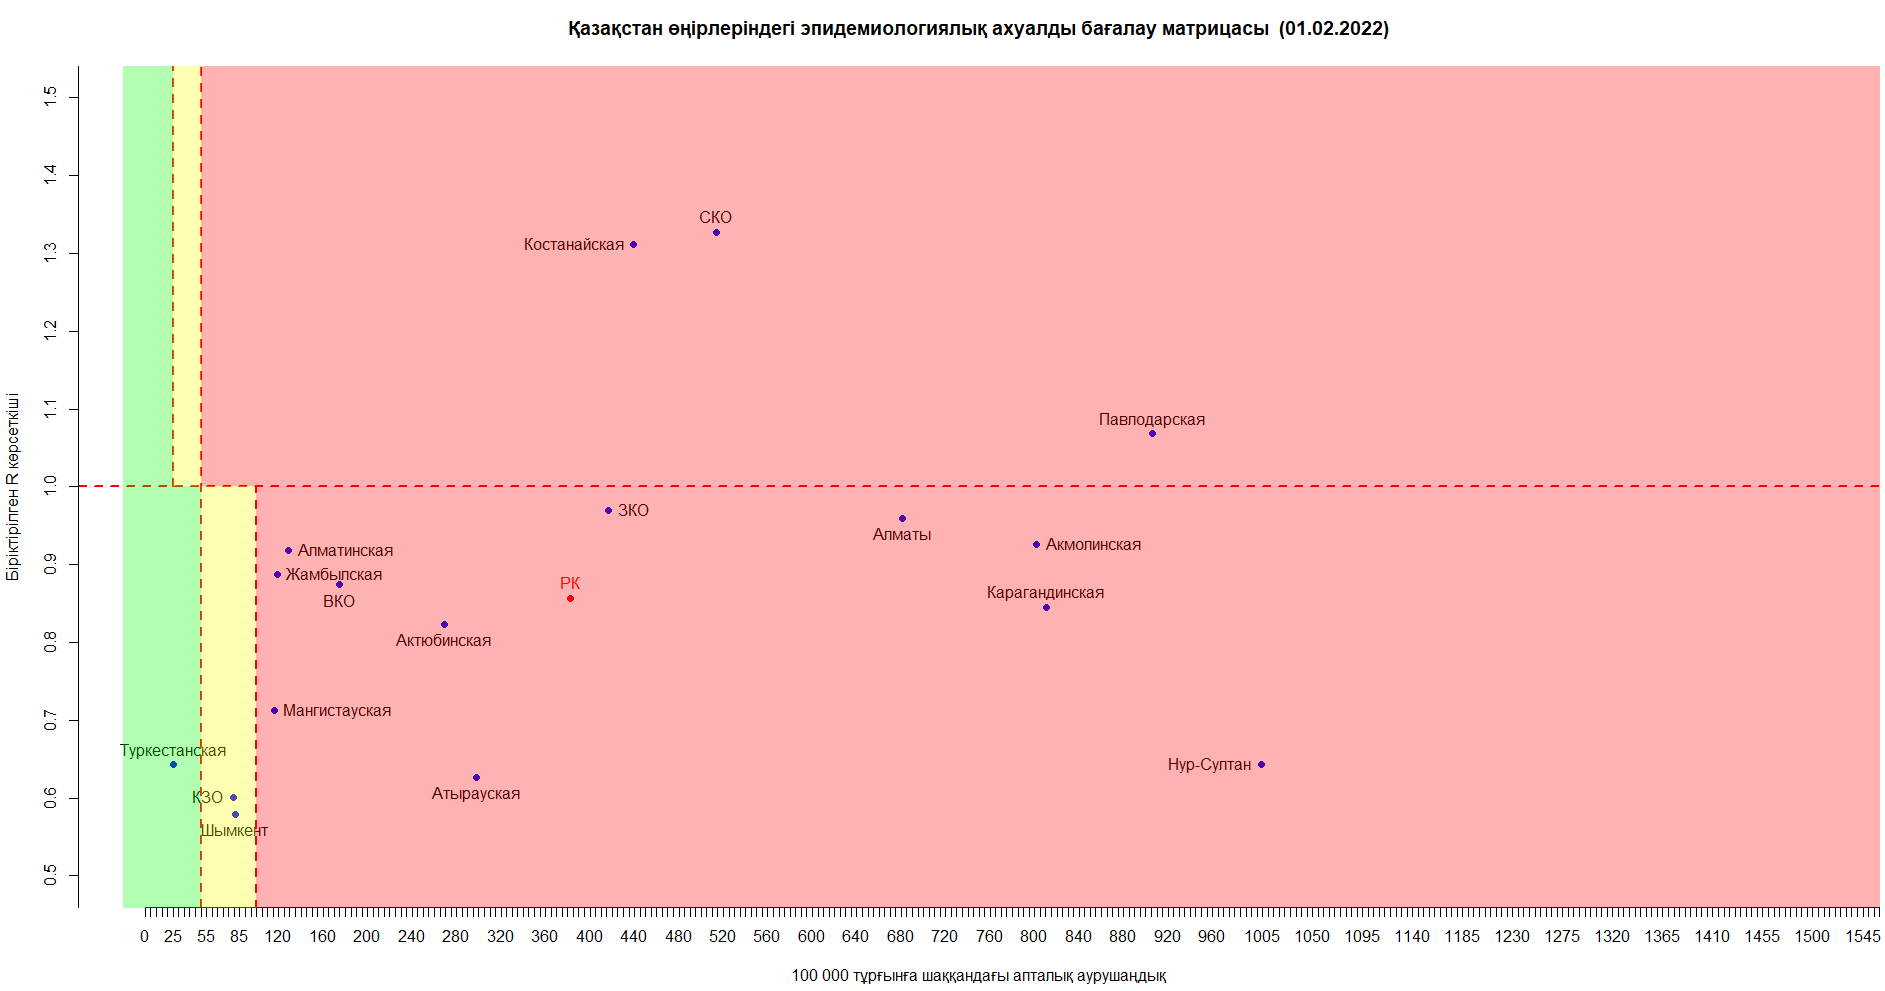 Қазақстан өңірлеріндегі эпидемиологиялық ахуалды бағалау матрицасы (01.02.2022)
Біріктірілген R көрсеткіші
1.5
1.4
1.3
1.2
1.1
1.0
0.9
0.8
0.7
0.6
0.5
СКО
Костанайская
Павлодарская
ЗКО
Алматы
Акмолинская
Алматинская
Жамбылская
РК
ВКО
Карагандинская
Актюбинская
Мангистауская
Туркестанская
Нур-Султан
КЗО
Атырауская
Шымкент
0 25 55 85 120 160 200 240 280 320 360 400 440 480 520 560 600 640 680 720 760 800 840 880 920 960 1005 1050 1095 1140 1185 1230 1275 1320 1365 1410 1455 1500 1545
100 000 тұрғынға шаққандағы апталық аурушаңдық